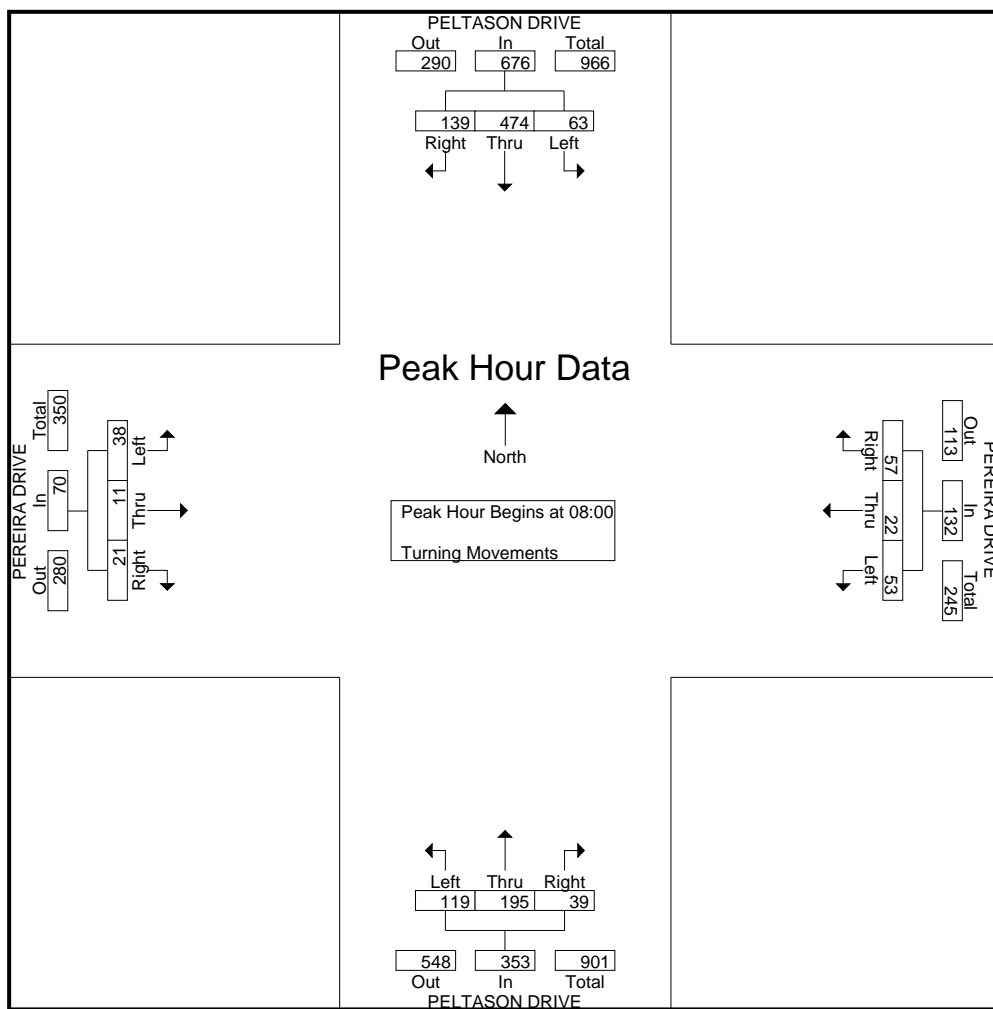 PELTASON DRIVE
Out In Total
290 676 966
139 474 63
Right Thru Left
Peak Hour Data
North
Peak Hour Begins at 08:00
Turning Movements
PEREIRA DRIVE
Out In Total
280 70 350
21 11 38
Right Thru Left
PEREIRA DRIVE
Out In Total
113 132 245
57 22 53
Right Thru Left
Left Thru Right
119 195 39
548 353 901
Out In Total
PELTASON DRIVE